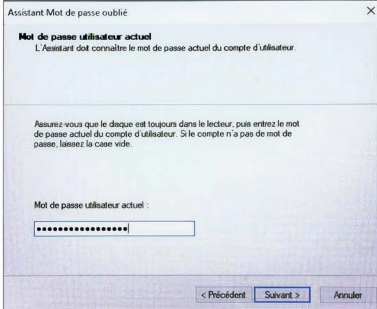 Assistant Mot de passe oublié
Mot de passe utilisateur actuel
L'Assistant doit connaître le mot de passe actuel du compte d'utilisateur.
Assurez-vous que le disque est toujours dans le lecteur, puis entrez le mot
de passe actuel du compte d'utilisateur. Si le compte n'a pas de mot de
passe, laissez la case vide.
Mot de passe utilisateur actuel :
•••••••••••••••••
< Précédent Suivant > Annuler